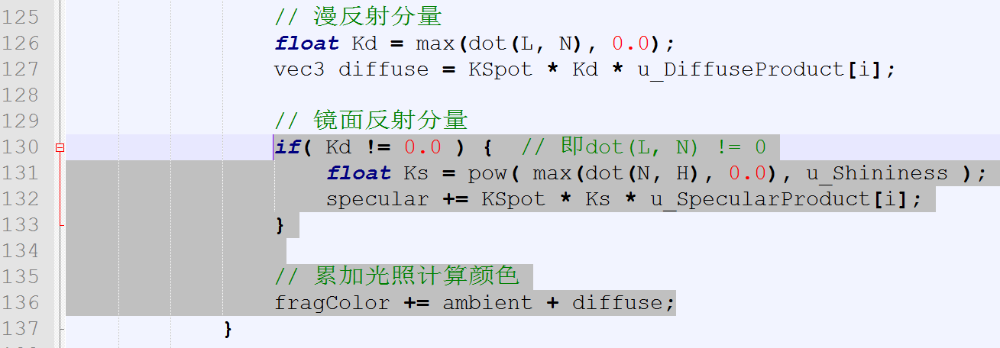 125 // 漫反射分量
126 float Kd = max(dot(L, N), 0.0);
127 vec3 diffuse = KSpot * Kd * u_DiffuseProduct[i];
128
129 // 镜面反射分量
130 if( Kd != 0.0 ) { // 即dot(L, N) != 0
131 float Ks = pow( max(dot(N, H), 0.0), u_Shininess );
132 specular += KSpot * Ks * u_SpecularProduct[i];
133 }
134
135 // 累加光照计算颜色
136 fragColor += ambient + diffuse;
137 }